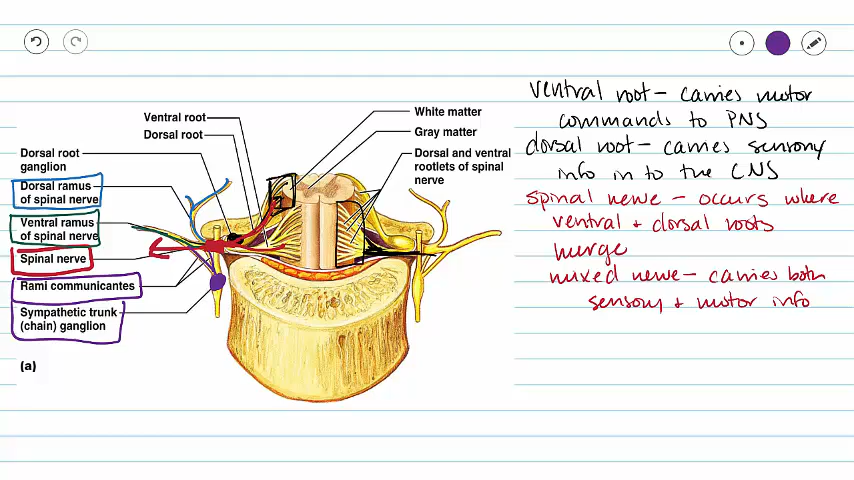 Ventral root
Dorsal root
Dorsal root
ganglion
Dorsal ramus
of spinal nerve
Ventral ramus
of spinal nerve
Spinal nerve
Rami communicantes
Sympathetic trunk
(chain) ganglion
(a)
White matter
Gray matter
Dorsal and ventral
rootlets of spinal
nerve
ventral root - carries motor
commands to PNS
dorsal root - carries sensory
info in to the CNS
spinal nerve - occurs where
ventral + dorsal roots
merge
mixed nerve - carries both
sensory + motor info